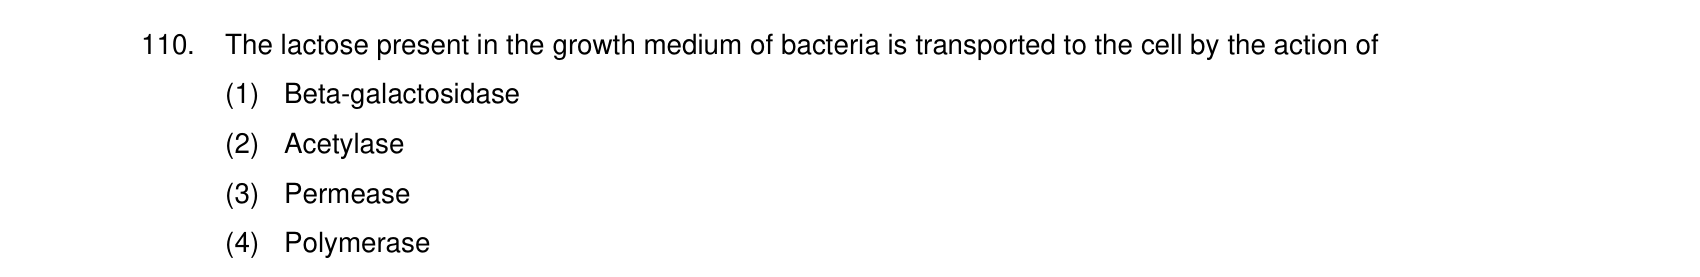 110. The lactose present in the growth medium of bacteria is transported to the cell by the action of
(1) Beta-galactosidase
(2) Acetylase
(3) Permease
(4) Polymerase